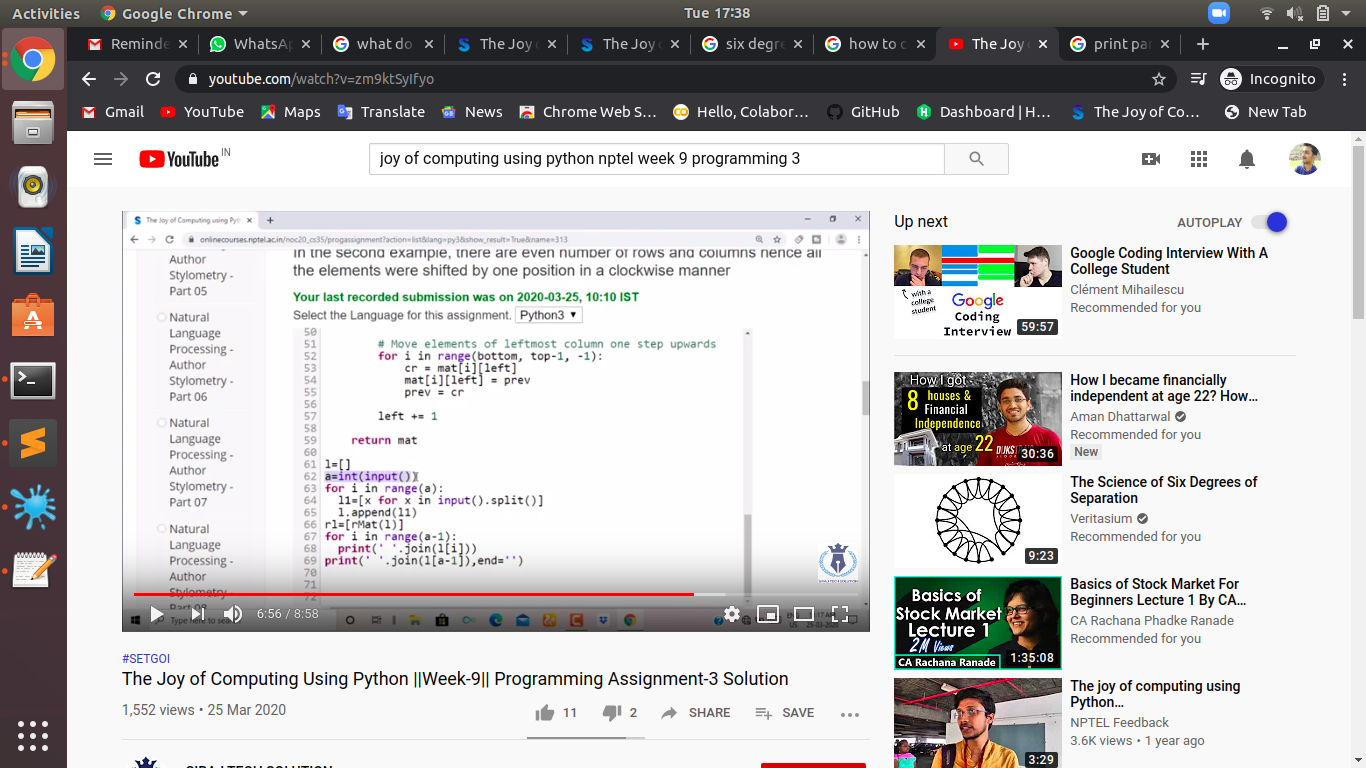 Activities
Google Chrome
Tue 17:38
Reminde
WhatsAp
what do
The Joy o
The Joy o
six degre
how to c
The Joy o
print par
youtube.com/watch?v=zm9ktSyIfyo
Incognito
Gmail
YouTube
Maps
Translate
News
Chrome Web S...
Hello, Colabor...
GitHub
Dashboard | H...
The Joy of Co...
New Tab
YouTube IN
joy of computing using python nptel week 9 programming 3
The Joy of Computing using Pyth
onlinecourses.nptel.ac.in/noc20_cs35/progassignment?action=list&lang=py3&show_result=True&name=313
Author
Stylometry -
Part 05
Natural
Language
Processing -
Author
Stylometry -
Part 06
Natural
Language
Processing -
Author
Stylometry -
Part 07
Natural
Language
Processing -
Author
Stylometry -
Part 08
In the second example, there are even number of rows and columns hence all
the elements were shifted by one position in a clockwise manner
Your last recorded submission was on 2020-03-25, 10:10 IST
Select the Language for this assignment. Python3
50
51 # Move elements of leftmost column one step upwards
52 for i in range(bottom, top-1, -1):
53 cr = mat[i][left]
54 mat[i][left] = prev
55 prev = cr
56
57 left += 1
58
59 return mat
60
61 l=[]
62 a=int(input())
63 for i in range(a):
64 l1=[x for x in input().split()]
65 l.append(l1)
66 rl=[rMat(l)]
67 for i in range(a-1):
68 print(' '.join(l[i]))
69 print(' '.join(l[a-1]),end='')
70
71
72
Type here to sea
25-03-2020
6:56 / 8:58
#SETGOI
The Joy of Computing Using Python ||Week-9|| Programming Assignment-3 Solution
1,552 views • 25 Mar 2020
11
2
SHARE
SAVE
SIRAJ TECH SOLUTION
Up next
AUTOPLAY
with a
college
student
Google
Coding
Interview
59:57
Google Coding Interview With A
College Student
Clément Mihailescu
Recommended for you
How I got
8 houses &
Financial
Independence
at age 22
30:36
How I became financially
independent at age 22? How...
Aman Dhattarwal
Recommended for you
New
9:23
The Science of Six Degrees of
Separation
Veritasium
Recommended for you
Basics of
Stock Market
Lecture 1
2M Views
CA Rachana Ranade
1:35:08
Basics of Stock Market For
Beginners Lecture 1 By CA...
CA Rachana Phadke Ranade
Recommended for you
3:29
The joy of computing using
Python...
NPTEL Feedback
3.6K views • 1 year ago